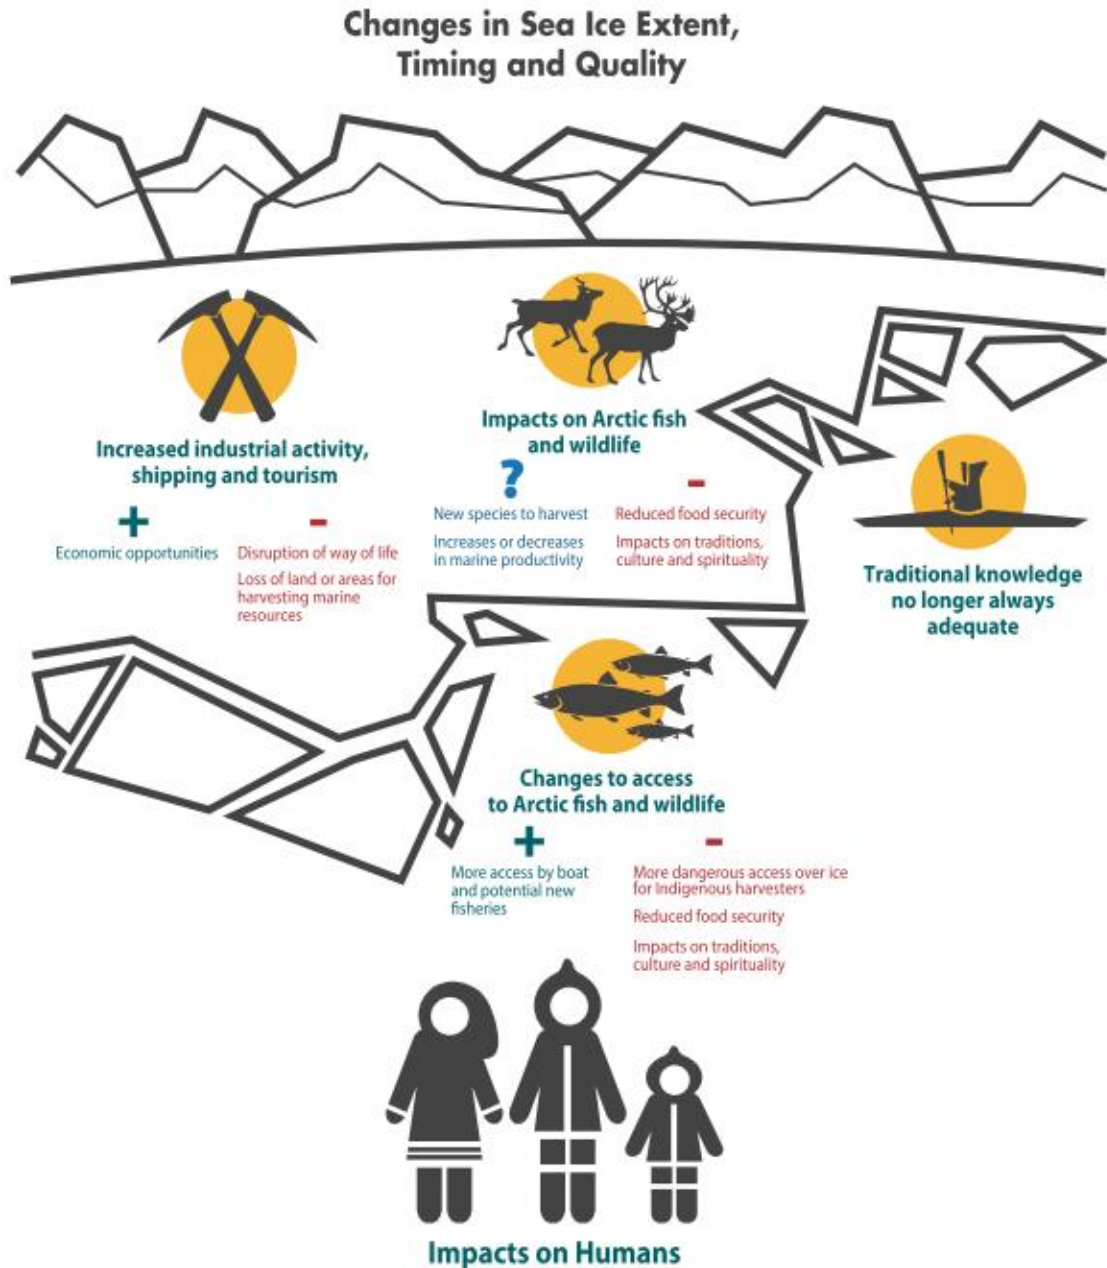 Changes in Sea Ice Extent,
Timing and Quality
Increased industrial activity,
shipping and tourism
+
Economic opportunities
-
Disruption of way of life
Loss of land or areas for
harvesting marine
resources
Impacts on Arctic fish
and wildlife
?
New species to harvest
Increases or decreases
in marine productivity
-
Reduced food security
Impacts on traditions,
culture and spirituality
Traditional knowledge
no longer always
adequate
Changes to access
to Arctic fish and wildlife
+
More access by boat
and potential new
fisheries
-
More dangerous access over ice
for Indigenous harvesters
Reduced food security
Impacts on traditions,
culture and spirituality
Impacts on Humans